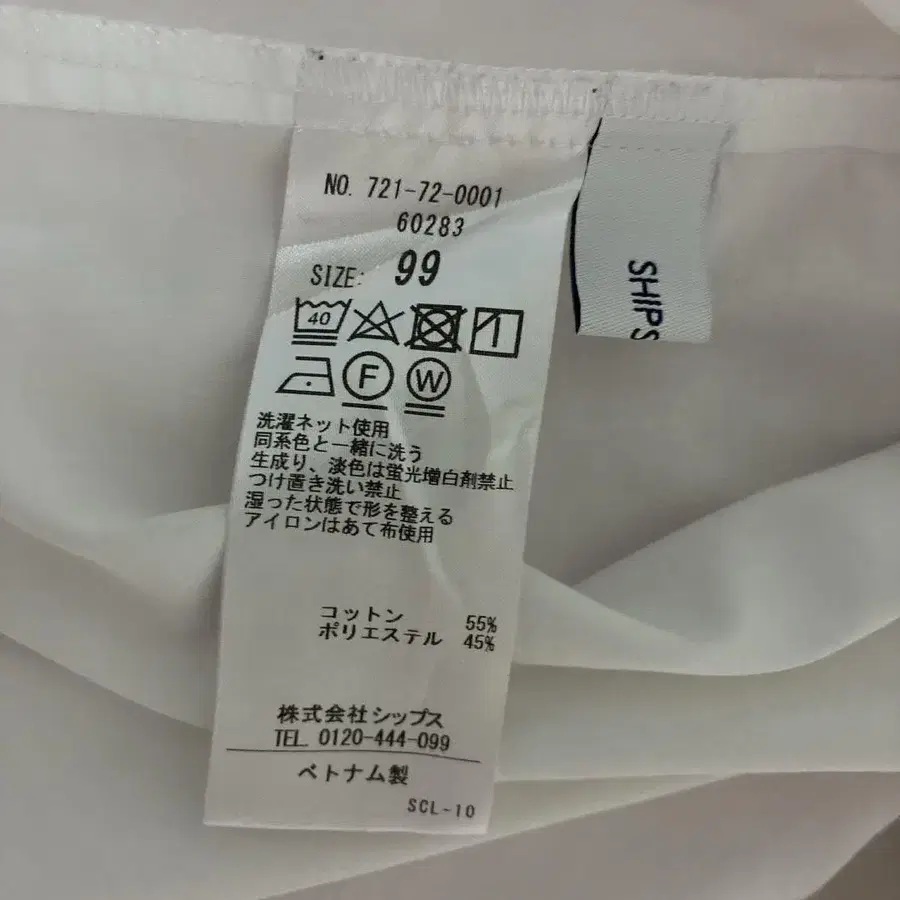 NO. 721-72-0001
60283
SIZE: 99
40
F W
洗濯ネット使用
同系色と一緒に洗う
生成り、淡色は蛍光増白剤禁止
つけ置き洗い禁止
湿った状態で形を整える
アイロンはあて布使用
コットン 55%
ポリエステル 45%
株式会社シップス
TEL. 0120-444-099
ベトナム製
SCL-10
SHIPS